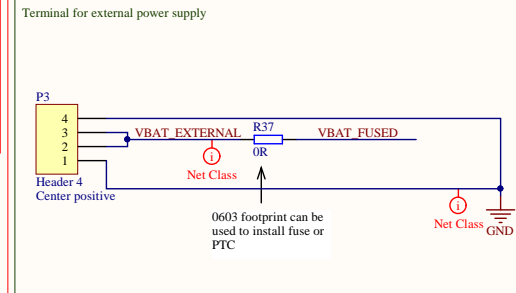 Terminal for external power supply
P3
4
3
2
1
VBAT_EXTERNAL
R37
0R
VBAT_FUSED
i
Net Class
Header 4
Center positive
0603 footprint can be
used to install fuse or
PTC
i
Net Class
GND